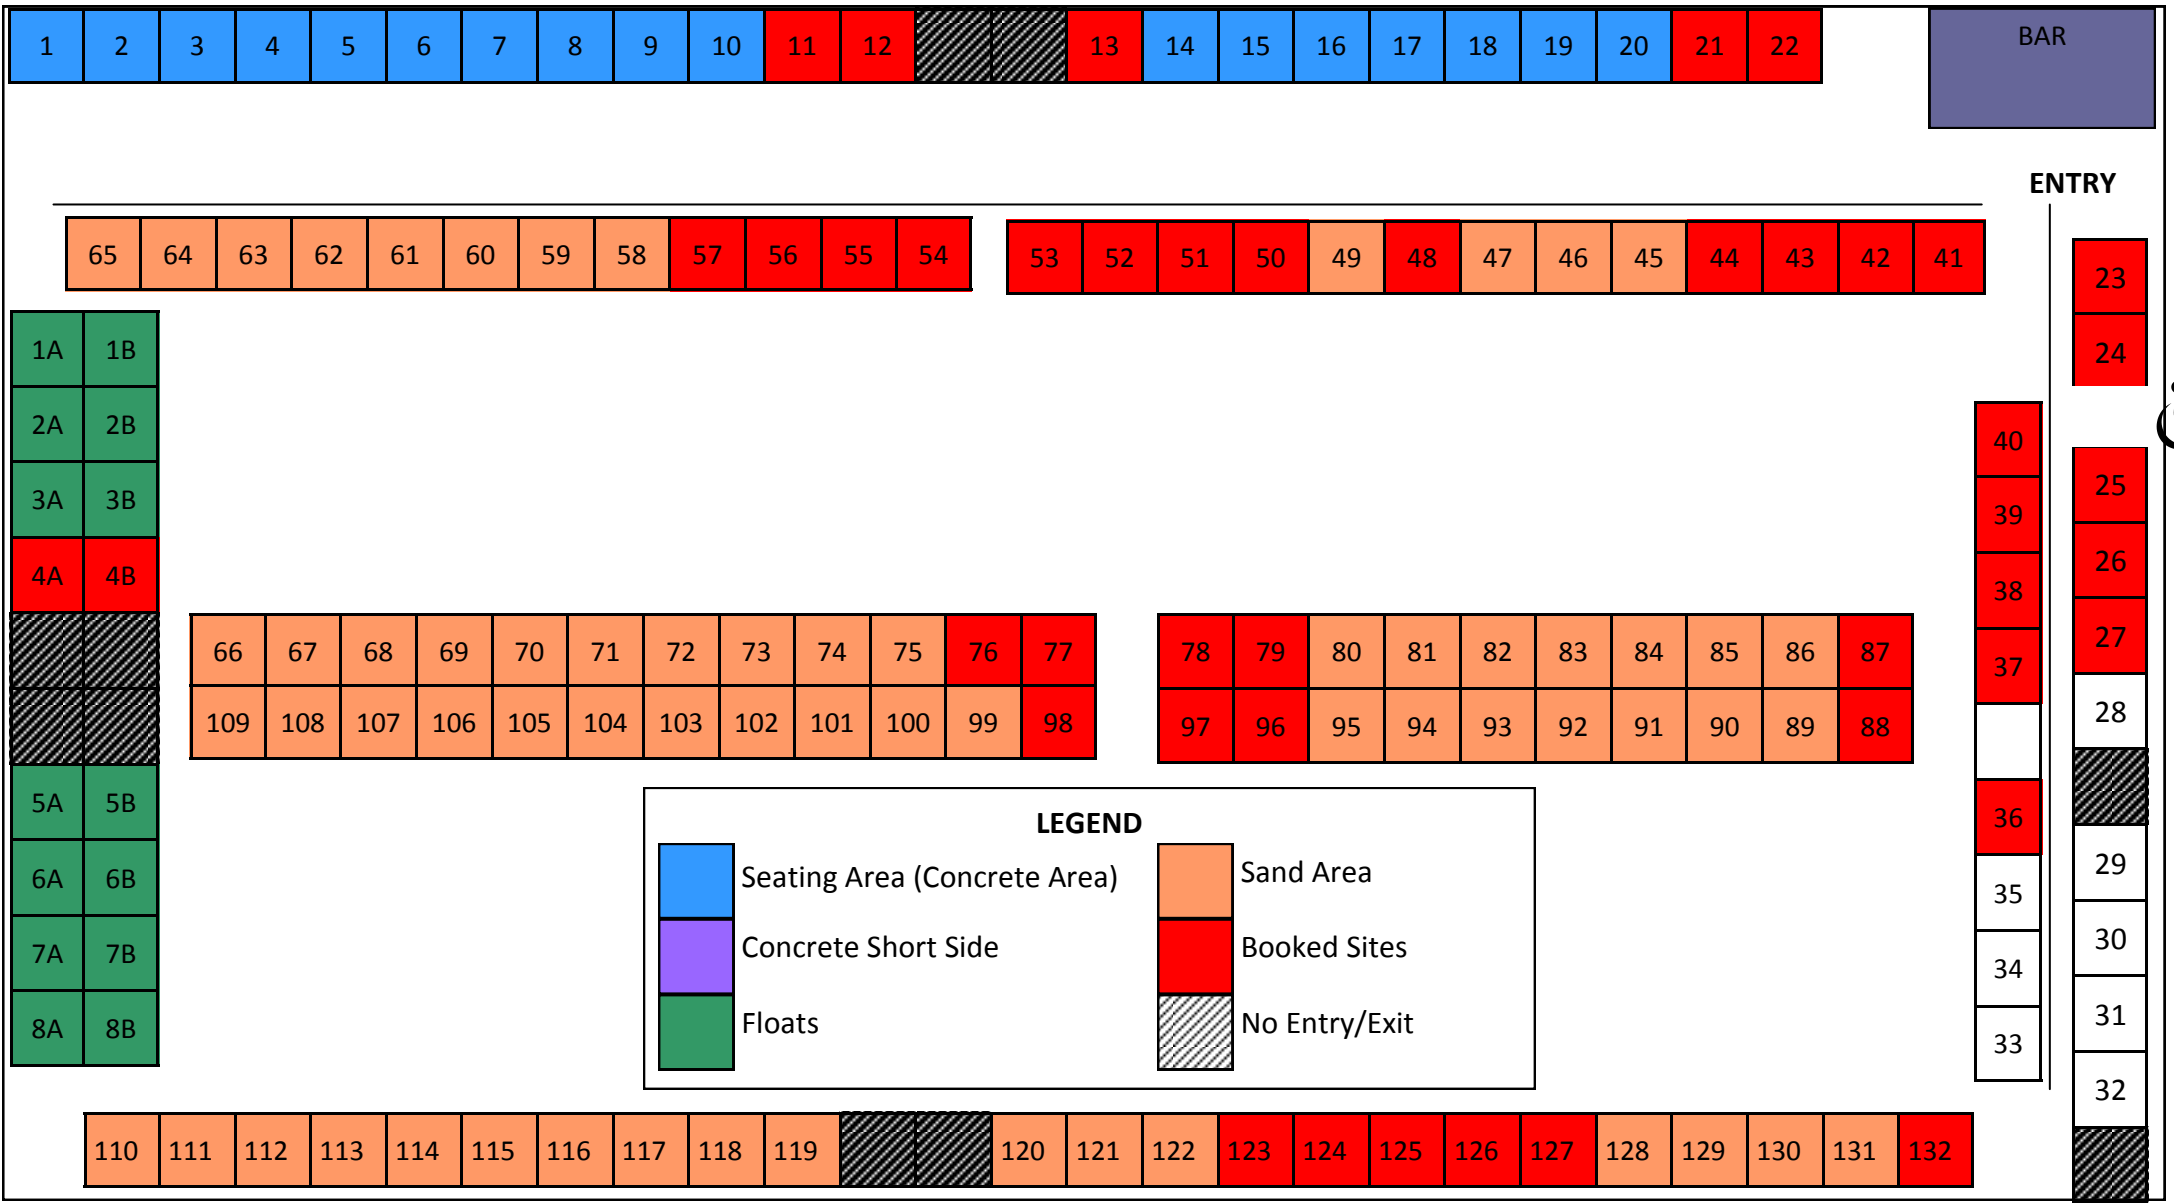 1 2 3 4 5 6 7 8 9 10 11 12 13 14 15 16 17 18 19 20 21 22 BAR
ENTRY
65 64 63 62 61 60 59 58 57 56 55 54 53 52 51 50 49 48 47 46 45 44 43 42 41
23
24
25
26
27
28
29
30
31
32
40
39
38
37
36
35
34
33
1A 1B
2A 2B
3A 3B
4A 4B
5A 5B
6A 6B
7A 7B
8A 8B
66 67 68 69 70 71 72 73 74 75 76 77 78 79 80 81 82 83 84 85 86 87
109 108 107 106 105 104 103 102 101 100 99 98 97 96 95 94 93 92 91 90 89 88
LEGEND
Seating Area (Concrete Area)
Concrete Short Side
Floats
Sand Area
Booked Sites
No Entry/Exit
110 111 112 113 114 115 116 117 118 119 120 121 122 123 124 125 126 127 128 129 130 131 132